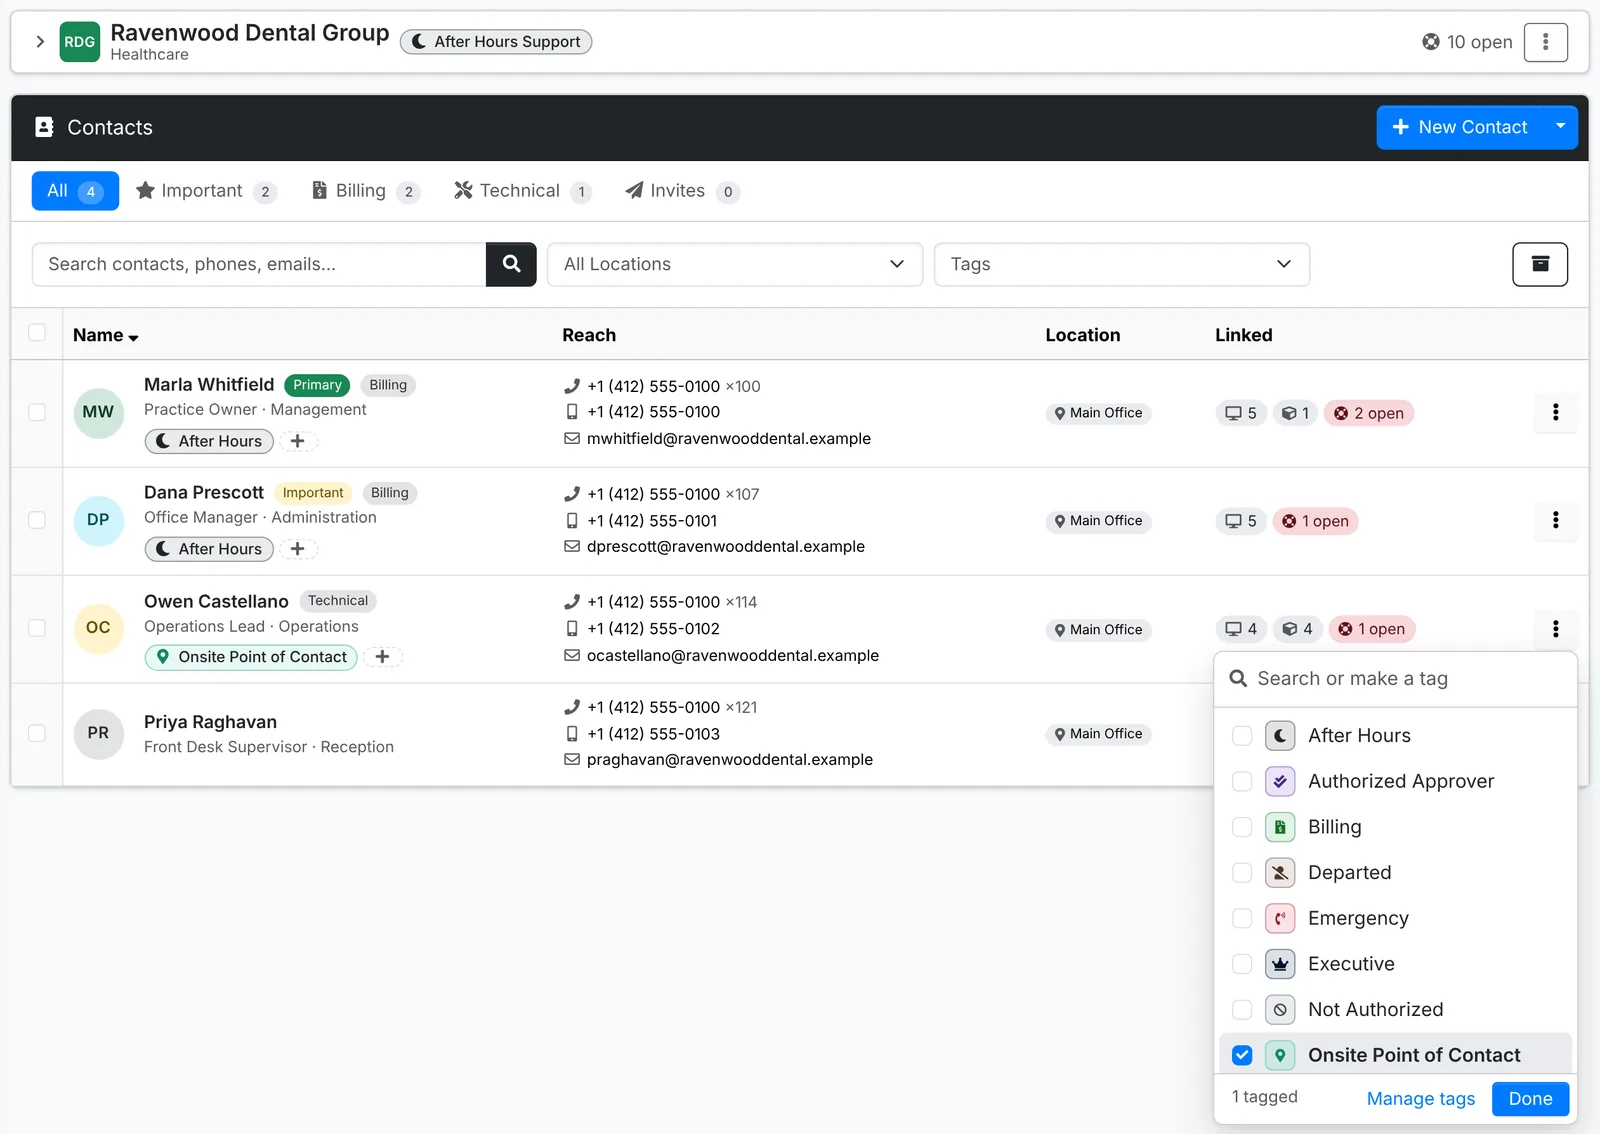 RDG
Ravenwood Dental Group
Healthcare
After Hours Support
10 open
Contacts
New Contact
All 4
Important 2
Billing 2
Technical 1
Invites 0
Search contacts, phones, emails...
All Locations
Tags
Name
Reach
Location
Linked
MW
Marla Whitfield Primary Billing
Practice Owner · Management
After Hours
+1 (412) 555-0100 ×100
+1 (412) 555-0100
mwhitfield@ravenwooddental.example
Main Office
5 1 2 open
DP
Dana Prescott Important Billing
Office Manager · Administration
After Hours
+1 (412) 555-0100 ×107
+1 (412) 555-0101
dprescott@ravenwooddental.example
Main Office
5 1 open
OC
Owen Castellano Technical
Operations Lead · Operations
Onsite Point of Contact
+1 (412) 555-0100 ×114
+1 (412) 555-0102
ocastellano@ravenwooddental.example
Main Office
4 4 1 open
PR
Priya Raghavan
Front Desk Supervisor · Reception
+1 (412) 555-0100 ×121
+1 (412) 555-0103
praghavan@ravenwooddental.example
Main Office
Search or make a tag
After Hours
Authorized Approver
Billing
Departed
Emergency
Executive
Not Authorized
Onsite Point of Contact
1 tagged
Manage tags
Done